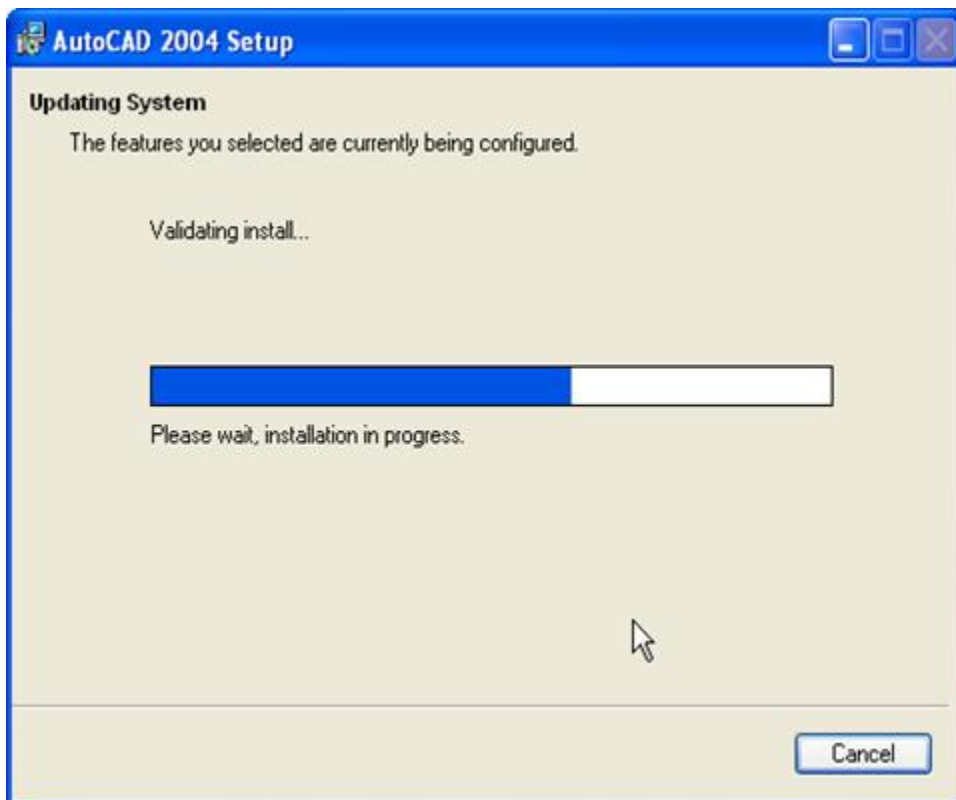 AutoCAD 2004 Setup
Updating System
The features you selected are currently being configured.
Validating install...
Please wait, installation in progress.
Cancel